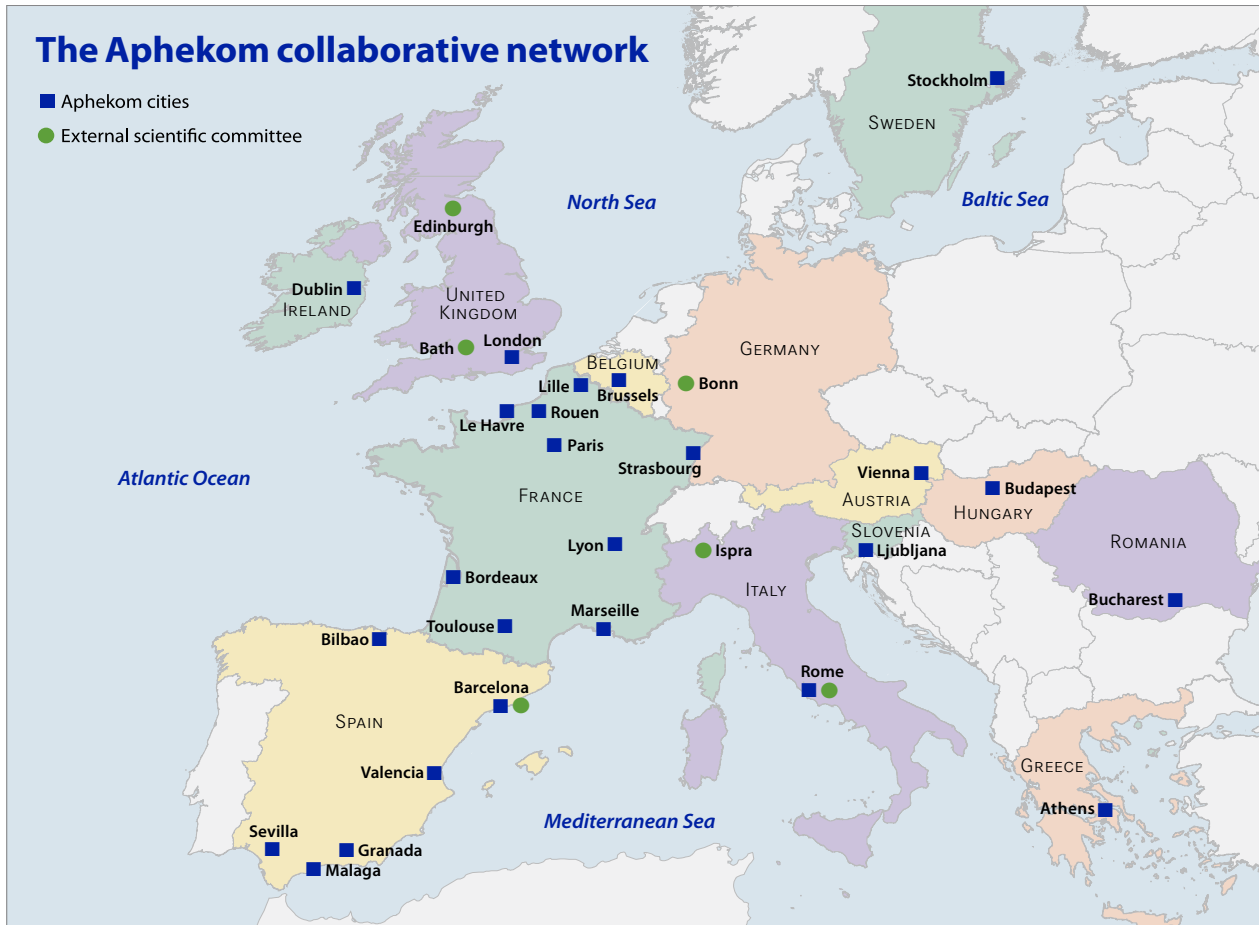 The Aphekom collaborative network
Aphekom cities
External scientific committee
Stockholm
SWEDEN
North Sea
Baltic Sea
Edinburgh
Dublin
IRELAND
UNITED
KINGDOM
Bath
London
GERMANY
BELGIUM
Brussels
Lille
Bonn
Le Havre
Rouen
Paris
Strasbourg
Atlantic Ocean
FRANCE
Vienna
AUSTRIA
Budapest
HUNGARY
SLOVENIA
Ljubljana
ROMANIA
Bucharest
Lyon
Ispra
ITALY
Bordeaux
Marseille
Toulouse
Bilbao
Barcelona
Rome
SPAIN
Valencia
GREECE
Athens
Mediterranean Sea
Sevilla
Granada
Malaga